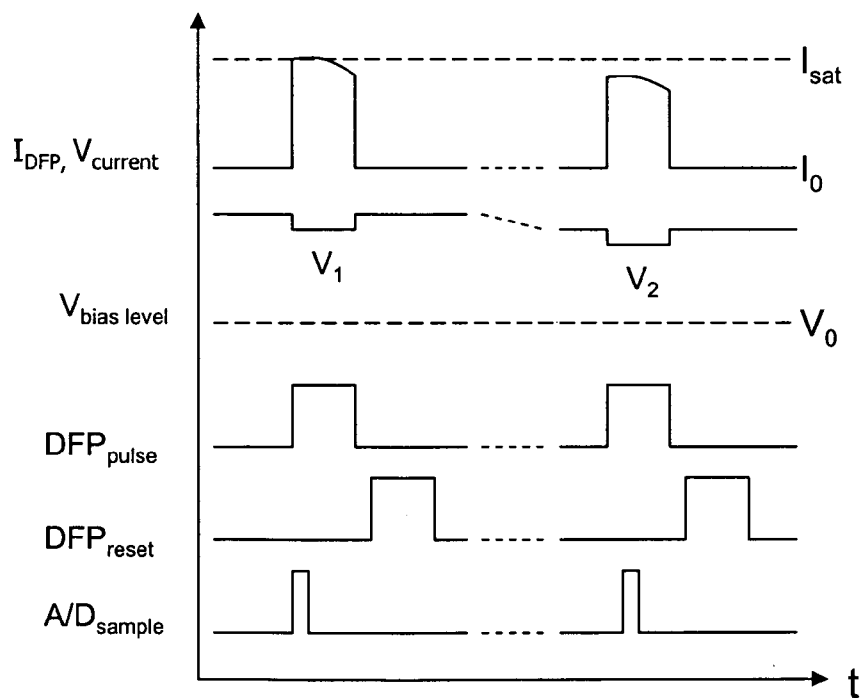 I_sat
I_DFP, V_current
I_0
V_1
V_2
V_bias level
V_0
DFP_pulse
DFP_reset
A/D_sample
t